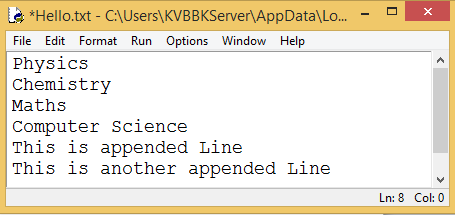 *Hello.txt - C:\Users\KVBBKServer\AppData\Lo...
File Edit Format Run Options Window Help
Physics
Chemistry
Maths
Computer Science
This is appended Line
This is another appended Line
Ln: 8 Col: 0